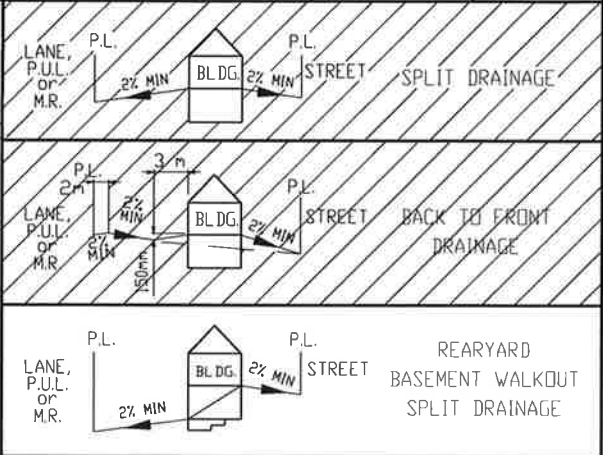 P.L.
P.L.
LANE,
P.U.L.
or
M.R.
2% MIN
BLDG.
2% MIN
STREET
SPLIT DRAINAGE
P.L.
2m
3 m
P.L.
LANE,
P.U.L.
or
M.R
2%
MIN
2%
MIN
150mm
BLDG.
2% MIN
STREET
BACK TO FRONT
DRAINAGE
P.L.
P.L.
LANE,
P.U.L.
or
M.R.
2% MIN
BLDG.
2% MIN
STREET
REARYARD
BASEMENT WALKOUT
SPLIT DRAINAGE